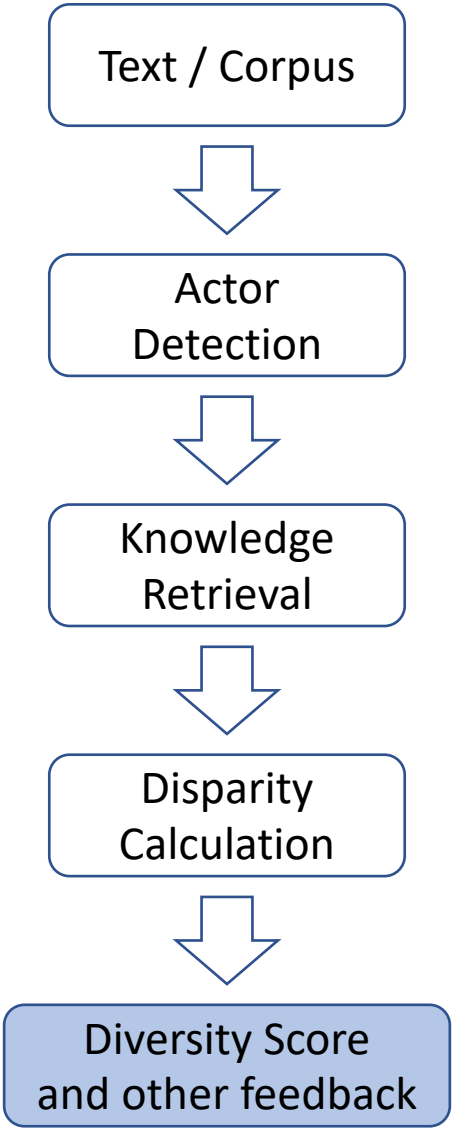 Text / Corpus
Actor
Detection
Knowledge
Retrieval
Disparity
Calculation
Diversity Score
and other feedback